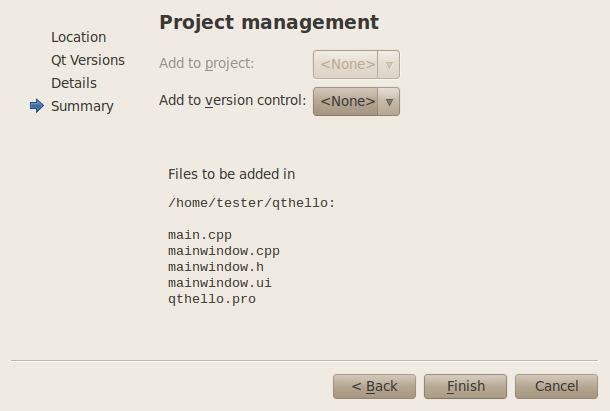 Project management
Location
Qt Versions
Details
Summary
Add to project: <None>
Add to version control: <None>
Files to be added in
/home/tester/qthello:
main.cpp
mainwindow.cpp
mainwindow.h
mainwindow.ui
qthello.pro
< Back Finish Cancel